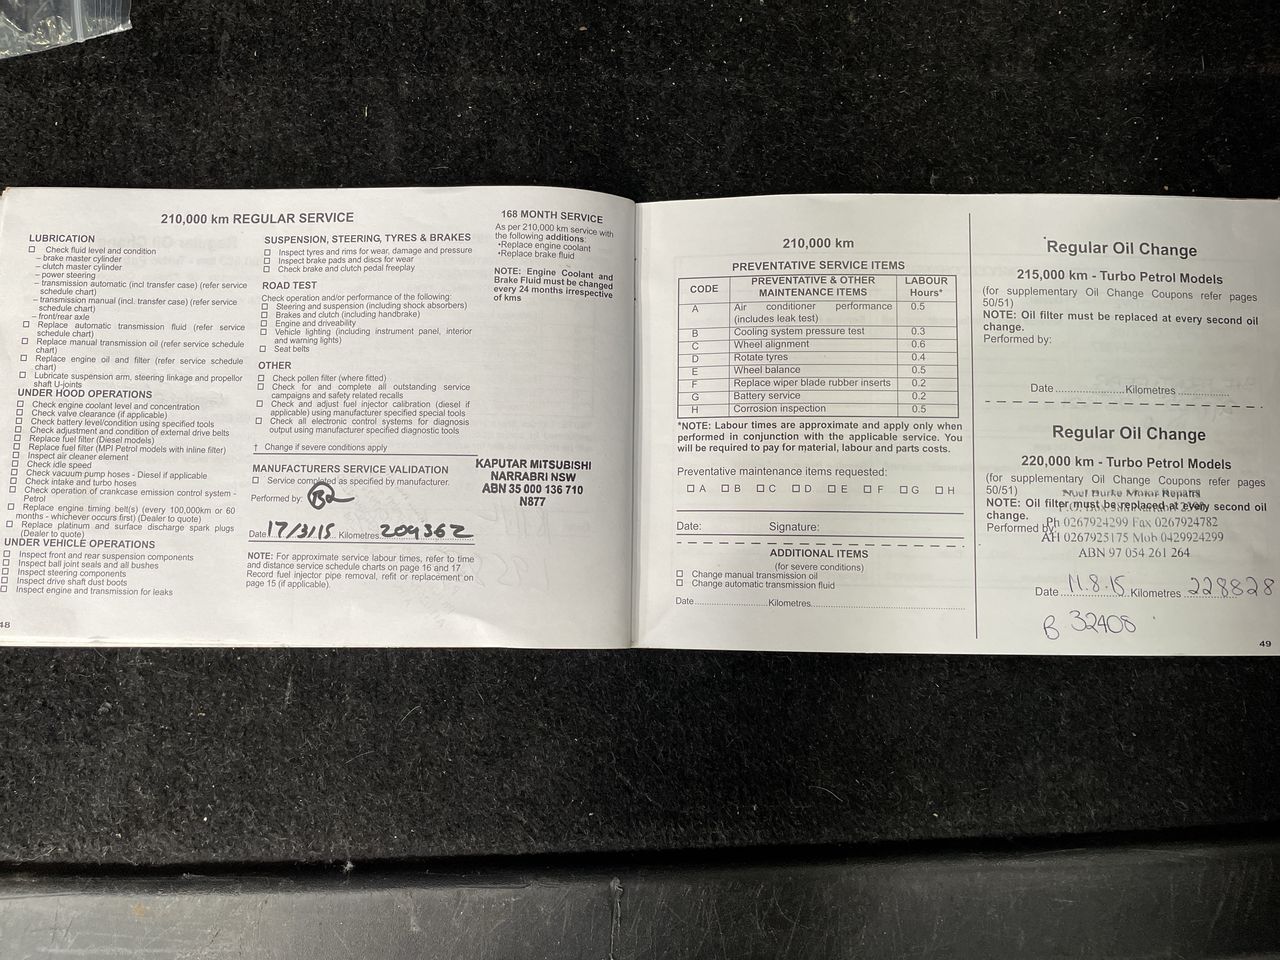 210,000 km REGULAR SERVICE
LUBRICATION
Check fluid level and condition
– brake master cylinder
– clutch master cylinder
– power steering
– transmission automatic (incl transfer case) (refer service
schedule chart)
– transmission manual (incl. transfer case) (refer service
schedule chart)
– front/rear axle
Replace automatic transmission fluid (refer service
schedule chart)
Replace manual transmission oil (refer service schedule
chart)
Replace engine oil and filter (refer service schedule
chart)
Lubricate suspension arm, steering linkage and propellor
shaft U-joints
UNDER HOOD OPERATIONS
Check engine coolant level and concentration
Check valve clearance (if applicable)
Check battery level/condition using specified tools
Check adjustment and condition of external drive belts
Replace fuel filter (Diesel models)
Replace fuel filter (MPI Petrol models with inline filter)
Inspect air cleaner element
Check idle speed
Check vacuum pump hoses - Diesel if applicable
Check intake and turbo hoses
Check operation of crankcase emission control system -
Petrol
Replace engine timing belt(s) (every 100,000km or 60
months - whichever occurs first) (Dealer to quote)
Replace platinum and surface discharge spark plugs
(Dealer to quote)
UNDER VEHICLE OPERATIONS
Inspect front and rear suspension components
Inspect ball joint seals and all bushes
Inspect steering components
Inspect drive shaft dust boots
Inspect engine and transmission for leaks
48
SUSPENSION, STEERING, TYRES & BRAKES
Inspect tyres and rims for wear, damage and pressure
Inspect brake pads and discs for wear
Check brake and clutch pedal freeplay
ROAD TEST
Check operation and/or performance of the following:
Steering and suspension (including shock absorbers)
Brakes and clutch (including handbrake)
Engine and driveability
Vehicle lighting (including instrument panel, interior
and warning lights)
Seat belts
OTHER
Check pollen filter (where fitted)
Check for and complete all outstanding service
campaigns and safety related recalls
Check and adjust fuel injector calibration (diesel if
applicable) using manufacturer specified special tools
Check all electronic control systems for diagnosis
output using manufacturer specified diagnostic tools
† Change if severe conditions apply
MANUFACTURERS SERVICE VALIDATION
Service completed as specified by manufacturer.
Performed by:
Date 17/3/15 Kilometres 209362
NOTE: For approximate service labour times, refer to time
and distance service schedule charts on page 16 and 17
Record fuel injector pipe removal, refit or replacement on
page 15 (if applicable).
168 MONTH SERVICE
As per 210,000 km service with
the following additions:
•Replace engine coolant
•Replace brake fluid
NOTE: Engine Coolant and
Brake Fluid must be changed
every 24 months irrespective
of kms
KAPUTAR MITSUBISHI
NARRABRI NSW
ABN 35 000 136 710
N877
210,000 km
PREVENTATIVE SERVICE ITEMS
CODE PREVENTATIVE & OTHER MAINTENANCE ITEMS LABOUR Hours*
A Air conditioner performance (includes leak test) 0.5
B Cooling system pressure test 0.3
C Wheel alignment 0.6
D Rotate tyres 0.4
E Wheel balance 0.5
F Replace wiper blade rubber inserts 0.2
G Battery service 0.2
H Corrosion inspection 0.5
*NOTE: Labour times are approximate and apply only when
performed in conjunction with the applicable service. You
will be required to pay for material, labour and parts costs.
Preventative maintenance items requested:
A B C D E F G H
Date: Signature:
ADDITIONAL ITEMS
(for severe conditions)
Change manual transmission oil
Change automatic transmission fluid
Date Kilometres
Regular Oil Change
215,000 km - Turbo Petrol Models
(for supplementary Oil Change Coupons refer pages
50/51)
NOTE: Oil filter must be replaced at every second oil
change.
Performed by:
Date Kilometres
Regular Oil Change
220,000 km - Turbo Petrol Models
(for supplementary Oil Change Coupons refer pages
50/51)
Noel Burke Motor Repairs
NOTE: Oil filter must be replaced at every second oil
change.
Performed by:
Ph 0267924299 Fax 0267924782
AH 0267925175 Mob 0429924299
ABN 97 054 261 264
Date 11.8.15 Kilometres 228828
B 32408
49